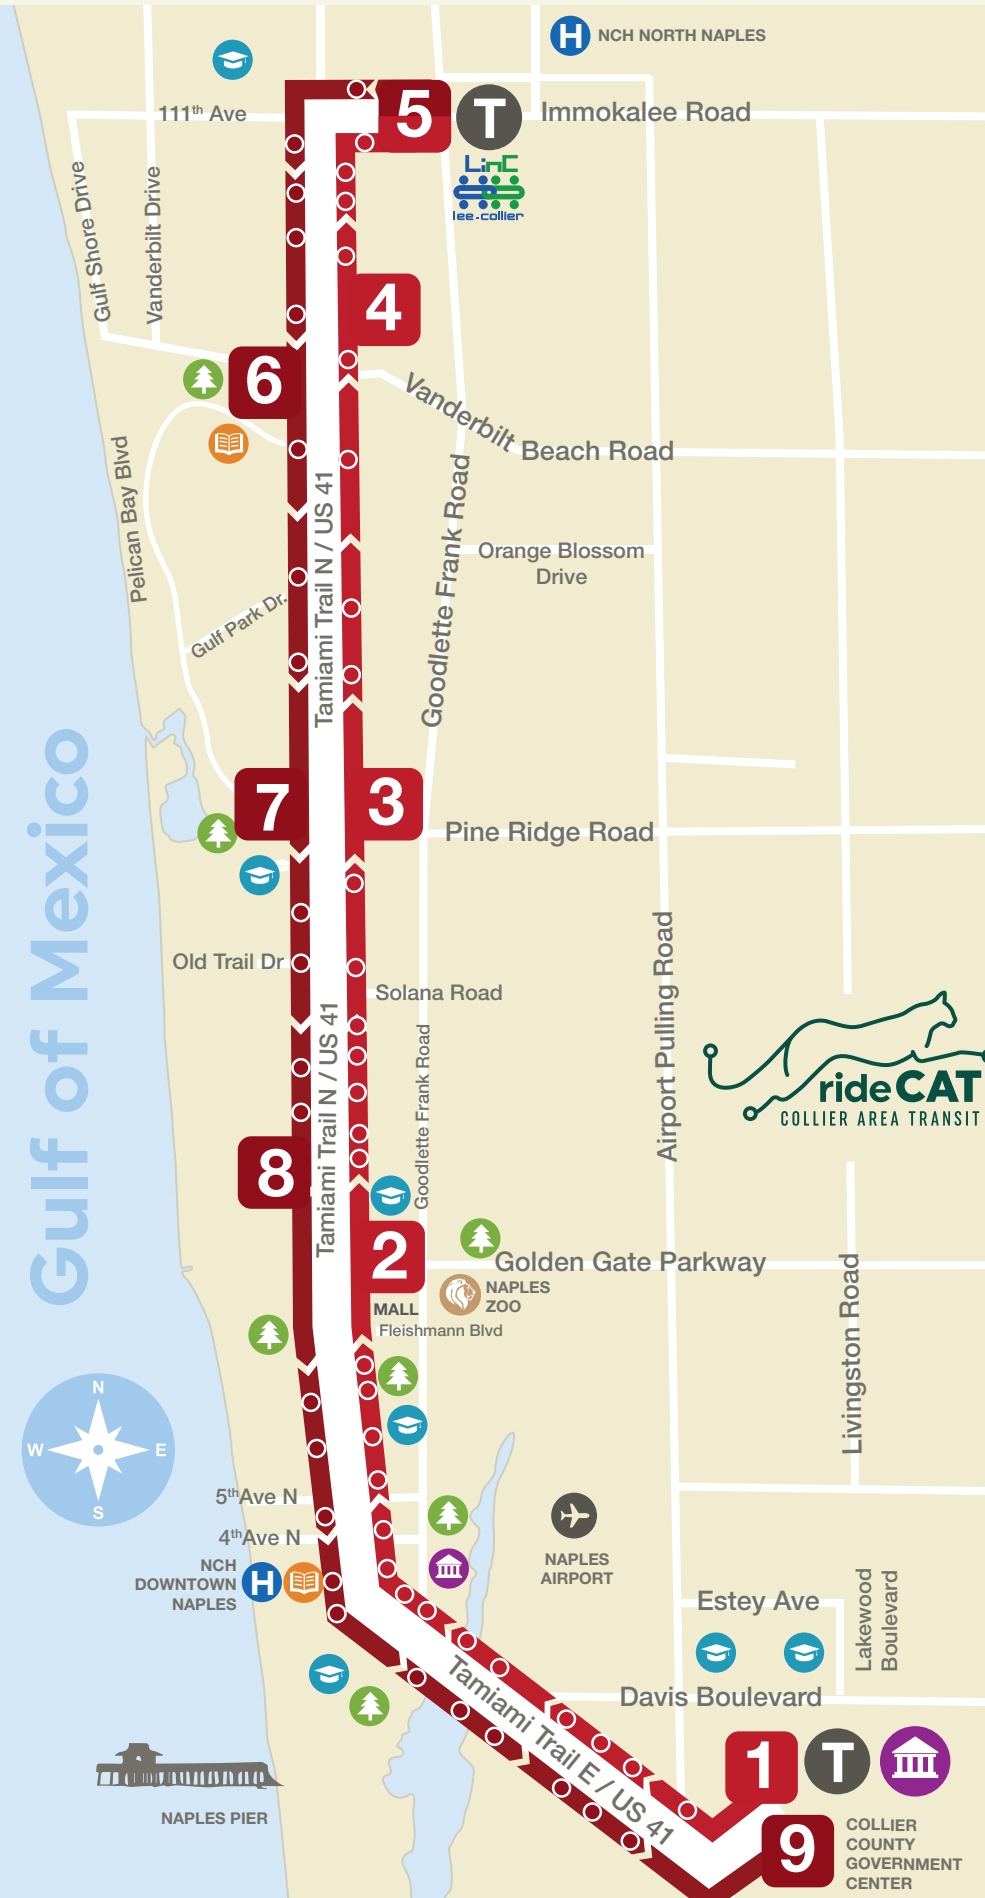 H NCH NORTH NAPLES
111th Ave
5
T
Immokalee Road
LinC
lee-collier
Gulf Shore Drive
Vanderbilt Drive
4
6
Vanderbilt
Beach Road
Pelican Bay Blvd
Tamiami Trail N / US 41
Goodlette Frank Road
Orange Blossom
Drive
Gulf Park Dr.
Gulf of Mexico
7
3
Pine Ridge Road
Old Trail Dr
Solana Road
Tamiami Trail N / US 41
Goodlette Frank Road
Airport Pulling Road
rideCAT
COLLIER AREA TRANSIT
8
2
Golden Gate Parkway
MALL
NAPLES
ZOO
Fleishmann Blvd
Livingston Road
N
W E
S
5th Ave N
4th Ave N
NCH
DOWNTOWN
NAPLES
H
NAPLES
AIRPORT
Estey Ave
Lakewood
Boulevard
Davis Boulevard
Tamiami Trail E / US 41
1
T
NAPLES PIER
9
COLLIER
COUNTY
GOVERNMENT
CENTER